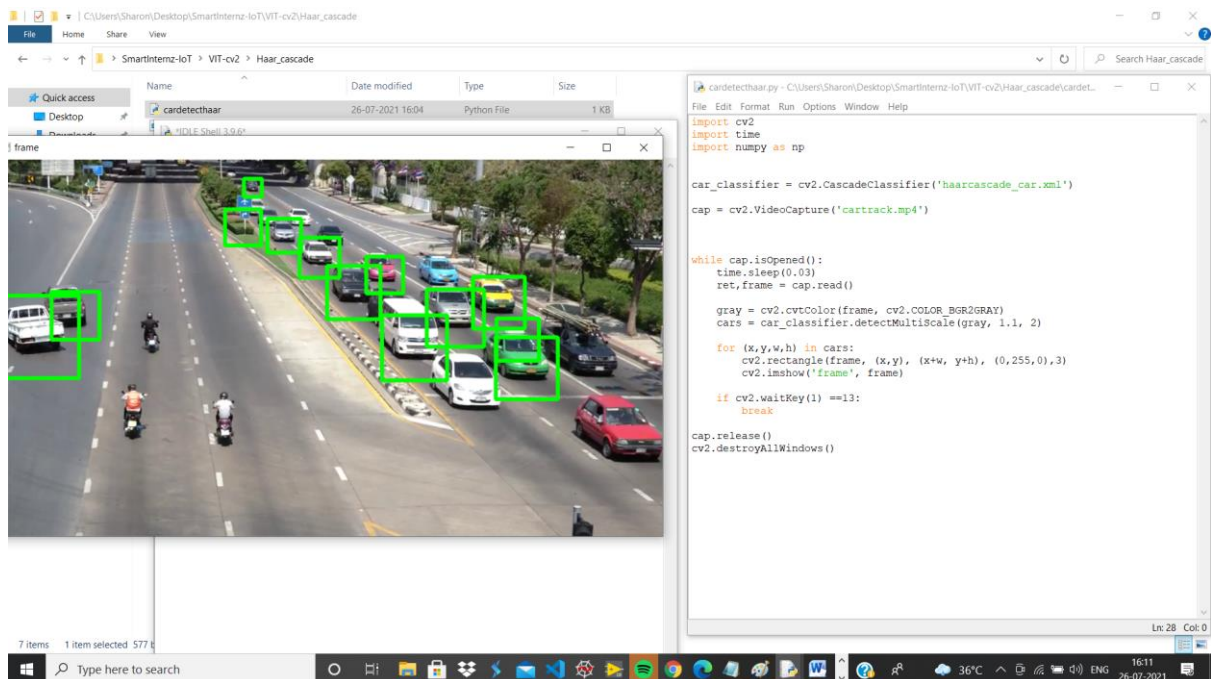 C:\Users\Sharon\Desktop\SmartInternz-IoT\VIT-cv2\Haar_cascade
File Home Share View
SmartInternz-IoT > VIT-cv2 > Haar_cascade
Search Haar_cascade
Name Date modified Type Size
Quick access
Desktop
Downloads
cardetecthaar 26-07-2021 16:04 Python File 1 KB
*IDLE Shell 3.9.6*
frame
cardetecthaar.py - C:\Users\Sharon\Desktop\SmartInternz-IoT\VIT-cv2\Haar_cascade\cardet...
File Edit Format Run Options Window Help
import cv2
import time
import numpy as np
car_classifier = cv2.CascadeClassifier('haarcascade_car.xml')
cap = cv2.VideoCapture('cartrack.mp4')
while cap.isOpened():
    time.sleep(0.03)
    ret,frame = cap.read()
    gray = cv2.cvtColor(frame, cv2.COLOR_BGR2GRAY)
    cars = car_classifier.detectMultiScale(gray, 1.1, 2)
    for (x,y,w,h) in cars:
        cv2.rectangle(frame, (x,y), (x+w, y+h), (0,255,0),3)
        cv2.imshow('frame', frame)
    if cv2.waitKey(1) ==13:
        break
cap.release()
cv2.destroyAllWindows()
Ln: 28 Col: 0
7 items 1 item selected 577 b
Type here to search
36°C ENG 16:11
26-07-2021